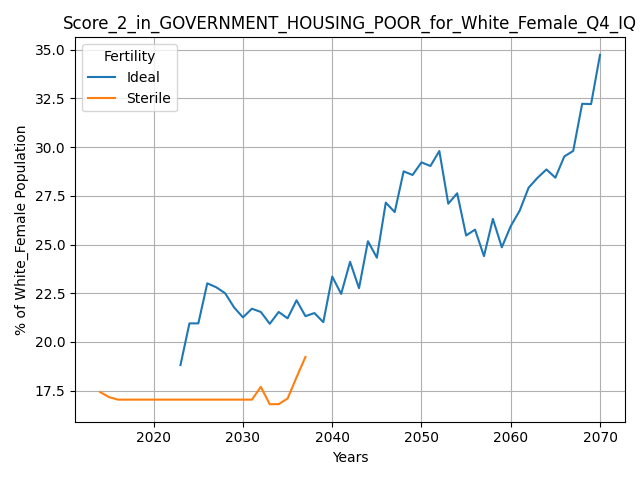 Score_2_in_GOVERNMENT_HOUSING_POOR_for_White_Female_Q4_IQ
Fertility
Ideal
Sterile
% of White_Female Population
35.0
32.5
30.0
27.5
25.0
22.5
20.0
17.5
2020 2030 2040 2050 2060 2070
Years